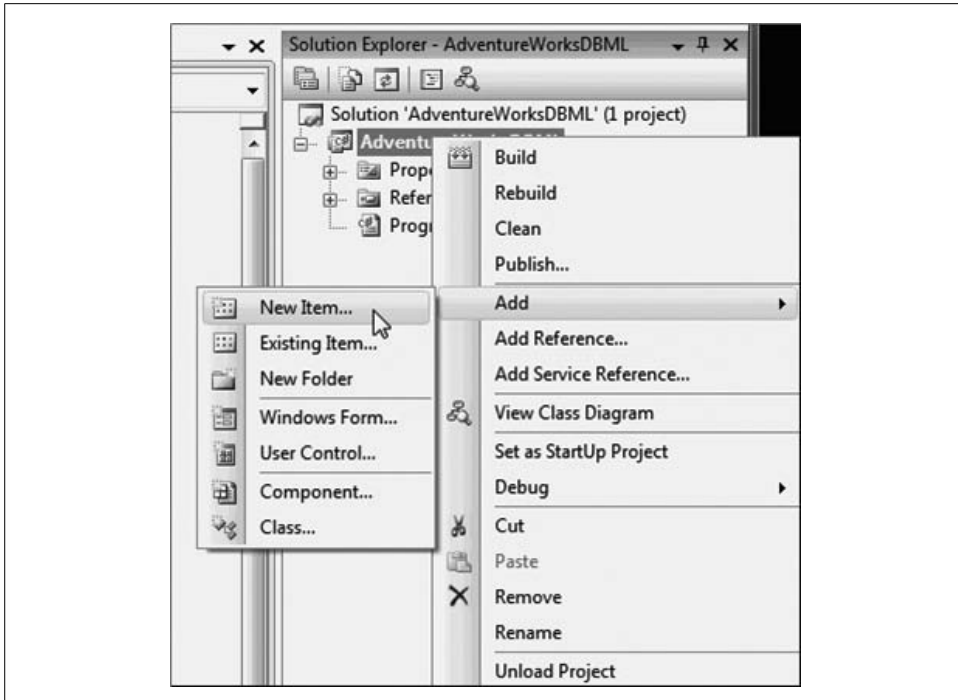 Solution Explorer - AdventureWorksDBML
Solution 'AdventureWorksDBML' (1 project)
Build
Rebuild
Clean
Publish...
Add
Add Reference...
Add Service Reference...
View Class Diagram
Set as StartUp Project
Debug
Cut
Paste
Remove
Rename
Unload Project
New Item...
Existing Item...
New Folder
Windows Form...
User Control...
Component...
Class...